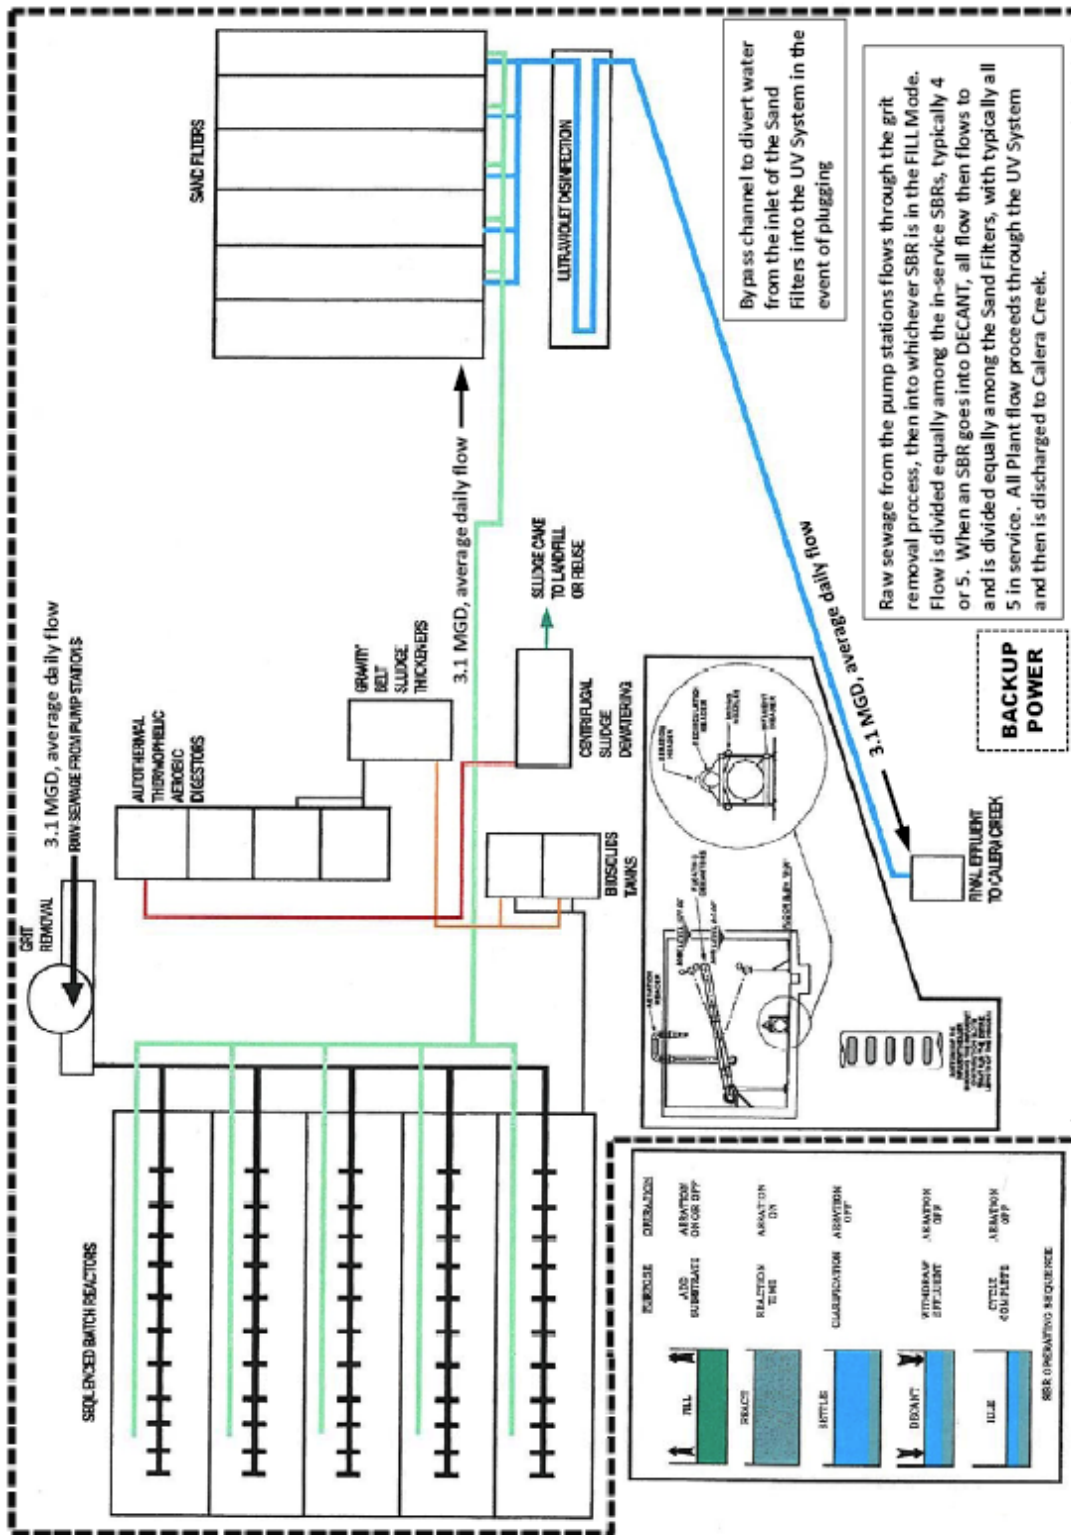 SEQUENCED BATCH REACTORS
GRIT
REMOVAL
3.1 MGD, average daily flow
RAW SEWAGE FROM PUMP STATIONS
AUTOTHERMAL
THERMOPHELIC
AEROBIC
DIGESTORS
GRAVITY
BELT
SLUDGE
THICKENERS
3.1 MGD, average daily flow
SAND FILTERS
BIOSOLIDS
TANKS
CENTRIFUGAL
SLUDGE
DEWATERING
SLUDGE CAKE
TO LANDFILL
OR REUSE
ULTRAVIOLET DISINFECTION
Bypass channel to divert water
from the inlet of the Sand
Filters into the UV System in the
event of plugging
3.1 MGD, average daily flow
FINAL EFFLUENT
TO CALERA CREEK
BACKUP
POWER
Raw sewage from the pump stations flows through the grit
removal process, then into whichever SBR is in the FILL Mode.
Flow is divided equally among the in-service SBRs, typically 4
or 5. When an SBR goes into DECANT, all flow then flows to
and is divided equally among the Sand Filters, with typically all
5 in service. All Plant flow proceeds through the UV System
and then is discharged to Calera Creek.
AERATION
HEADER
AERATION
HEADER
RECIRCULATION
HEADER
INFLUENT
HEADER
PURPOSE
OPERATION
FILL
ADD
SUBSTRATE
AERATION
ON OR OFF
REACT
REACTION
TIME
AERATION
ON
SETTLE
CLARIFICATION
AERATION
OFF
DECANT
WITHDRAW
EFFLUENT
AERATION
OFF
IDLE
CYCLE
COMPLETE
AERATION
OFF
SBR OPERATING SEQUENCE